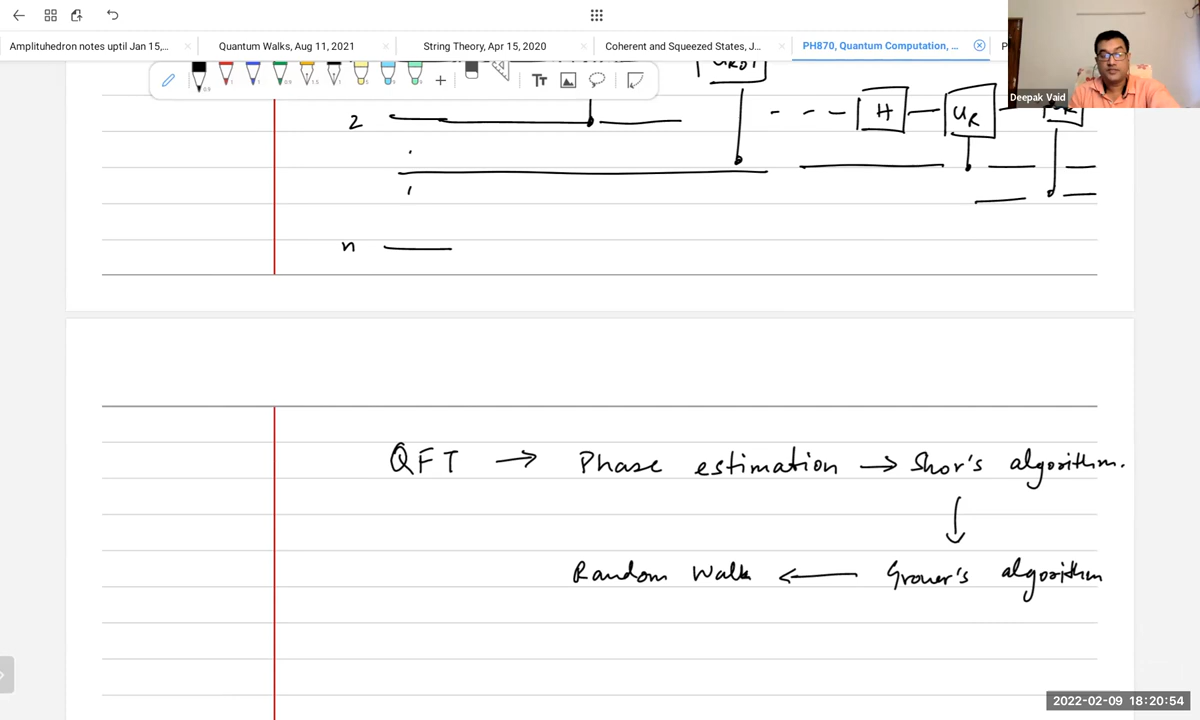 Amplituhedron notes uptil Jan 15,...
Quantum Walks, Aug 11, 2021
String Theory, Apr 15, 2020
Coherent and Squeezed States, J...
PH870, Quantum Computation, ...
P
Deepak Vaid
TT
2
H
UR
n
QFT → Phase estimation → Shor's algorithm.
↓
Random Walk ← Grover's algorithm
2022-02-09 18:20:54